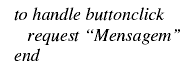 to handle buttonclick
request “Mensagem”
end